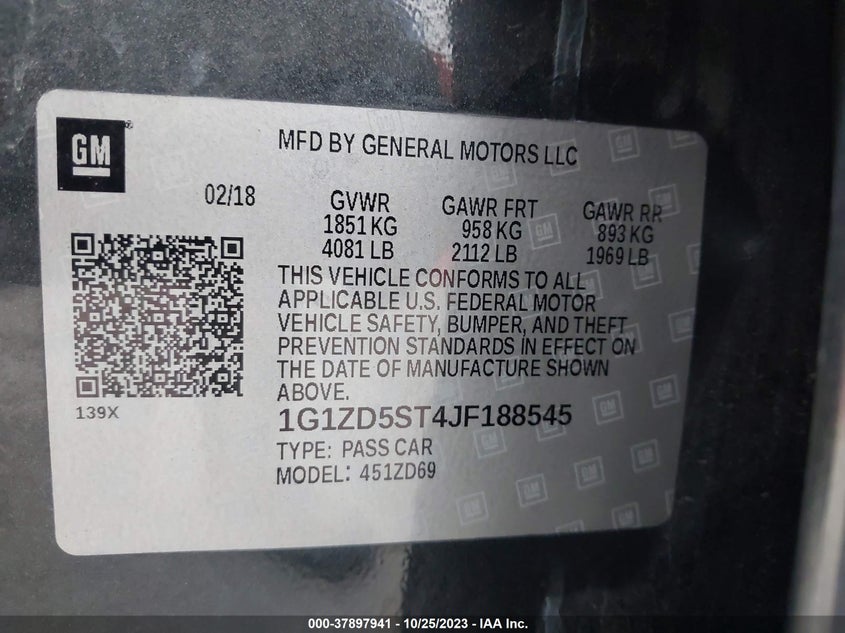 GM
MFD BY GENERAL MOTORS LLC
02/18
GVWR
1851 KG
4081 LB
GAWR FRT
958 KG
2112 LB
GAWR RR
893 KG
1969 LB
THIS VEHICLE CONFORMS TO ALL
APPLICABLE U.S. FEDERAL MOTOR
VEHICLE SAFETY, BUMPER, AND THEFT
PREVENTION STANDARDS IN EFFECT ON
THE DATE OF MANUFACTURE SHOWN
ABOVE.
139X
1G1ZD5ST4JF188545
TYPE: PASS CAR
MODEL: 451ZD69
000-37897941 - 10/25/2023 - IAA Inc.